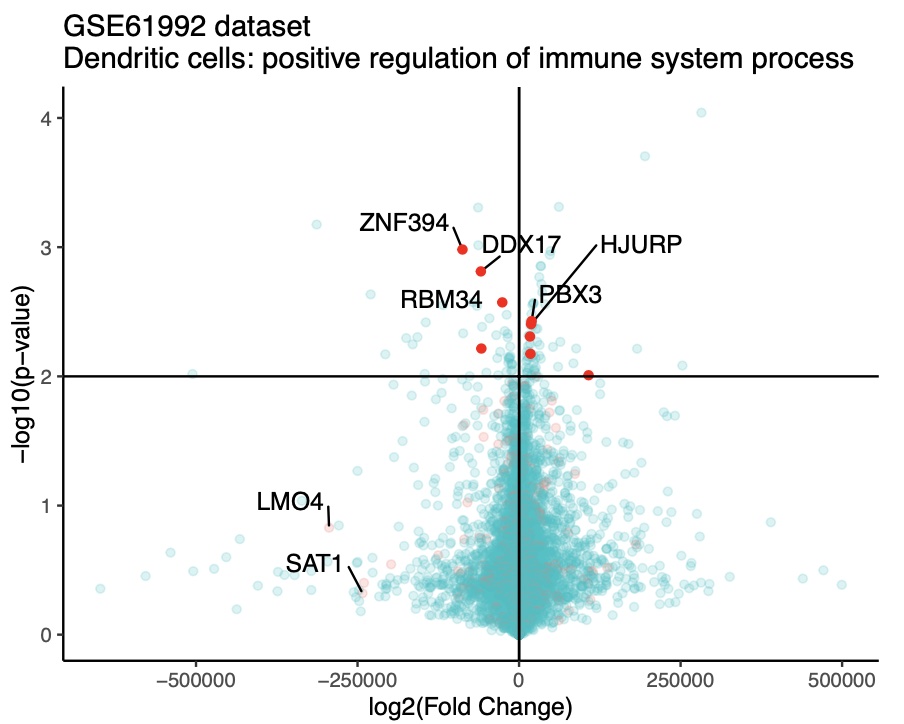 GSE61992 dataset
Dendritic cells: positive regulation of immune system process
−log10(p−value)
4
3
2
1
0
ZNF394
DDX17
HJURP
RBM34
PBX3
LMO4
SAT1
−500000
−250000
0
250000
500000
log2(Fold Change)